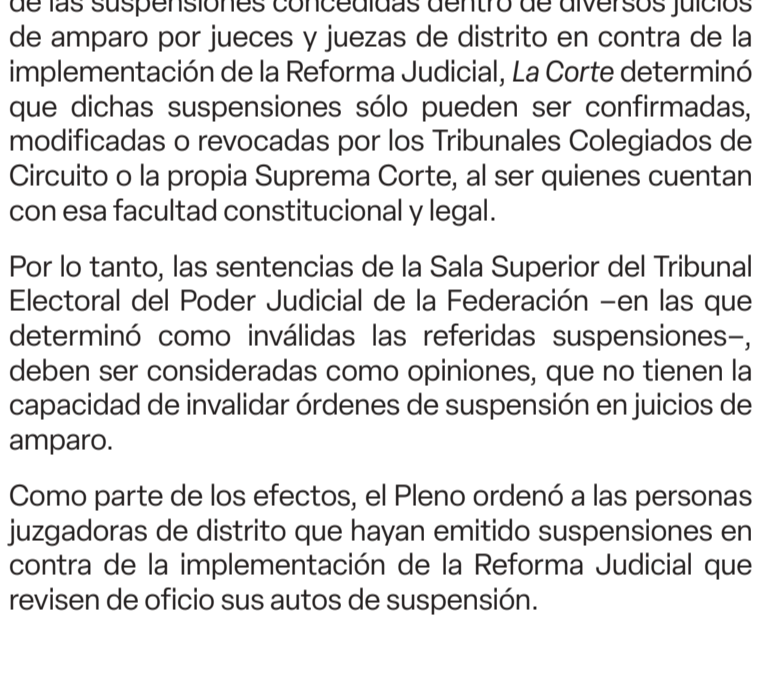 de las suspensiones concedidas dentro de diversos juicios
de amparo por jueces y juezas de distrito en contra de la
implementación de la Reforma Judicial, La Corte determinó
que dichas suspensiones sólo pueden ser confirmadas,
modificadas o revocadas por los Tribunales Colegiados de
Circuito o la propia Suprema Corte, al ser quienes cuentan
con esa facultad constitucional y legal.
Por lo tanto, las sentencias de la Sala Superior del Tribunal
Electoral del Poder Judicial de la Federación –en las que
determinó como inválidas las referidas suspensiones–,
deben ser consideradas como opiniones, que no tienen la
capacidad de invalidar órdenes de suspensión en juicios de
amparo.
Como parte de los efectos, el Pleno ordenó a las personas
juzgadoras de distrito que hayan emitido suspensiones en
contra de la implementación de la Reforma Judicial que
revisen de oficio sus autos de suspensión.